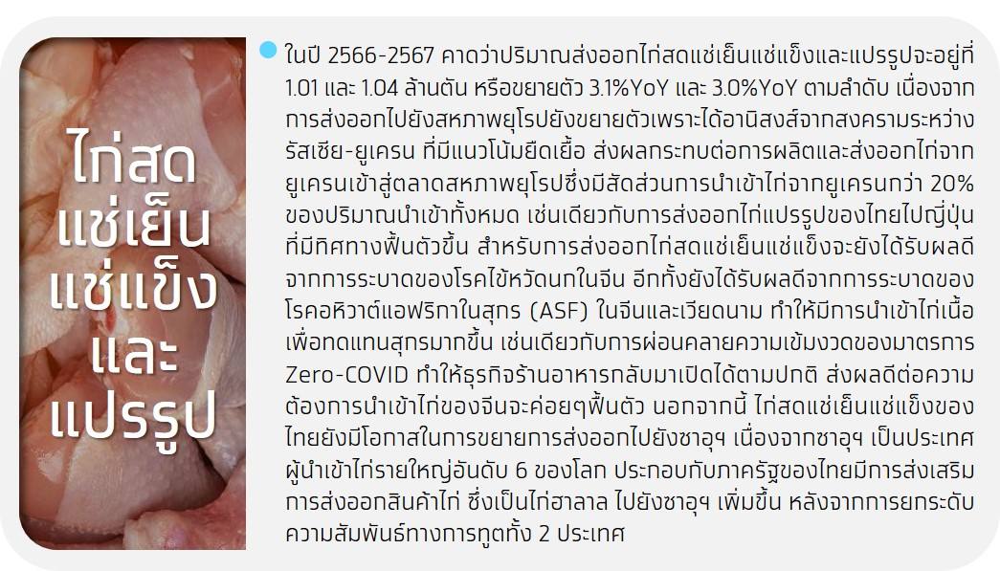 ไก่สด
แช่เย็น
แช่แข็ง
และ
แปรรูป
ในปี 2566-2567 คาดว่าปริมาณส่งออกไก่สดแช่เย็นแช่แข็งและแปรรูปจะอยู่ที่
1.01 และ 1.04 ล้านตัน หรือขยายตัว 3.1%YoY และ 3.0%YoY ตามลำดับ เนื่องจาก
การส่งออกไปยังสหภาพยุโรปยังขยายตัวเพราะได้อานิสงส์จากสงครามระหว่าง
รัสเซีย-ยูเครน ที่มีแนวโน้มยืดเยื้อ ส่งผลกระทบต่อการผลิตและส่งออกไก่จาก
ยูเครนเข้าสู่ตลาดสหภาพยุโรปซึ่งมีสัดส่วนการนำเข้าไก่จากยูเครนกว่า 20%
ของปริมาณนำเข้าทั้งหมด เช่นเดียวกับการส่งออกไก่แปรรูปของไทยไปญี่ปุ่น
ที่มีทิศทางฟื้นตัวขึ้น สำหรับการส่งออกไก่สดแช่เย็นแช่แข็งจะยังได้รับผลดี
จากการระบาดของโรคไข้หวัดนกในจีน อีกทั้งยังได้รับผลดีจากการระบาดของ
โรคอหิวาต์แอฟริกาในสุกร (ASF) ในจีนและเวียดนาม ทำให้มีการนำเข้าไก่เนื้อ
เพื่อทดแทนสุกรมากขึ้น เช่นเดียวกับการผ่อนคลายความเข้มงวดของมาตรการ
Zero-COVID ทำให้ธุรกิจร้านอาหารกลับมาเปิดได้ตามปกติ ส่งผลดีต่อความ
ต้องการนำเข้าไก่ของจีนจะค่อยๆฟื้นตัว นอกจากนี้ ไก่สดแช่เย็นแช่แข็งของ
ไทยยังมีโอกาสในการขยายการส่งออกไปยังซาอุฯ เนื่องจากซาอุฯ เป็นประเทศ
ผู้นำเข้าไก่รายใหญ่อันดับ 6 ของโลก ประกอบกับภาครัฐของไทยมีการส่งเสริม
การส่งออกสินค้าไก่ ซึ่งเป็นไก่ฮาลาล ไปยังซาอุฯ เพิ่มขึ้น หลังจากการยกระดับ
ความสัมพันธ์ทางการทูตทั้ง 2 ประเทศ